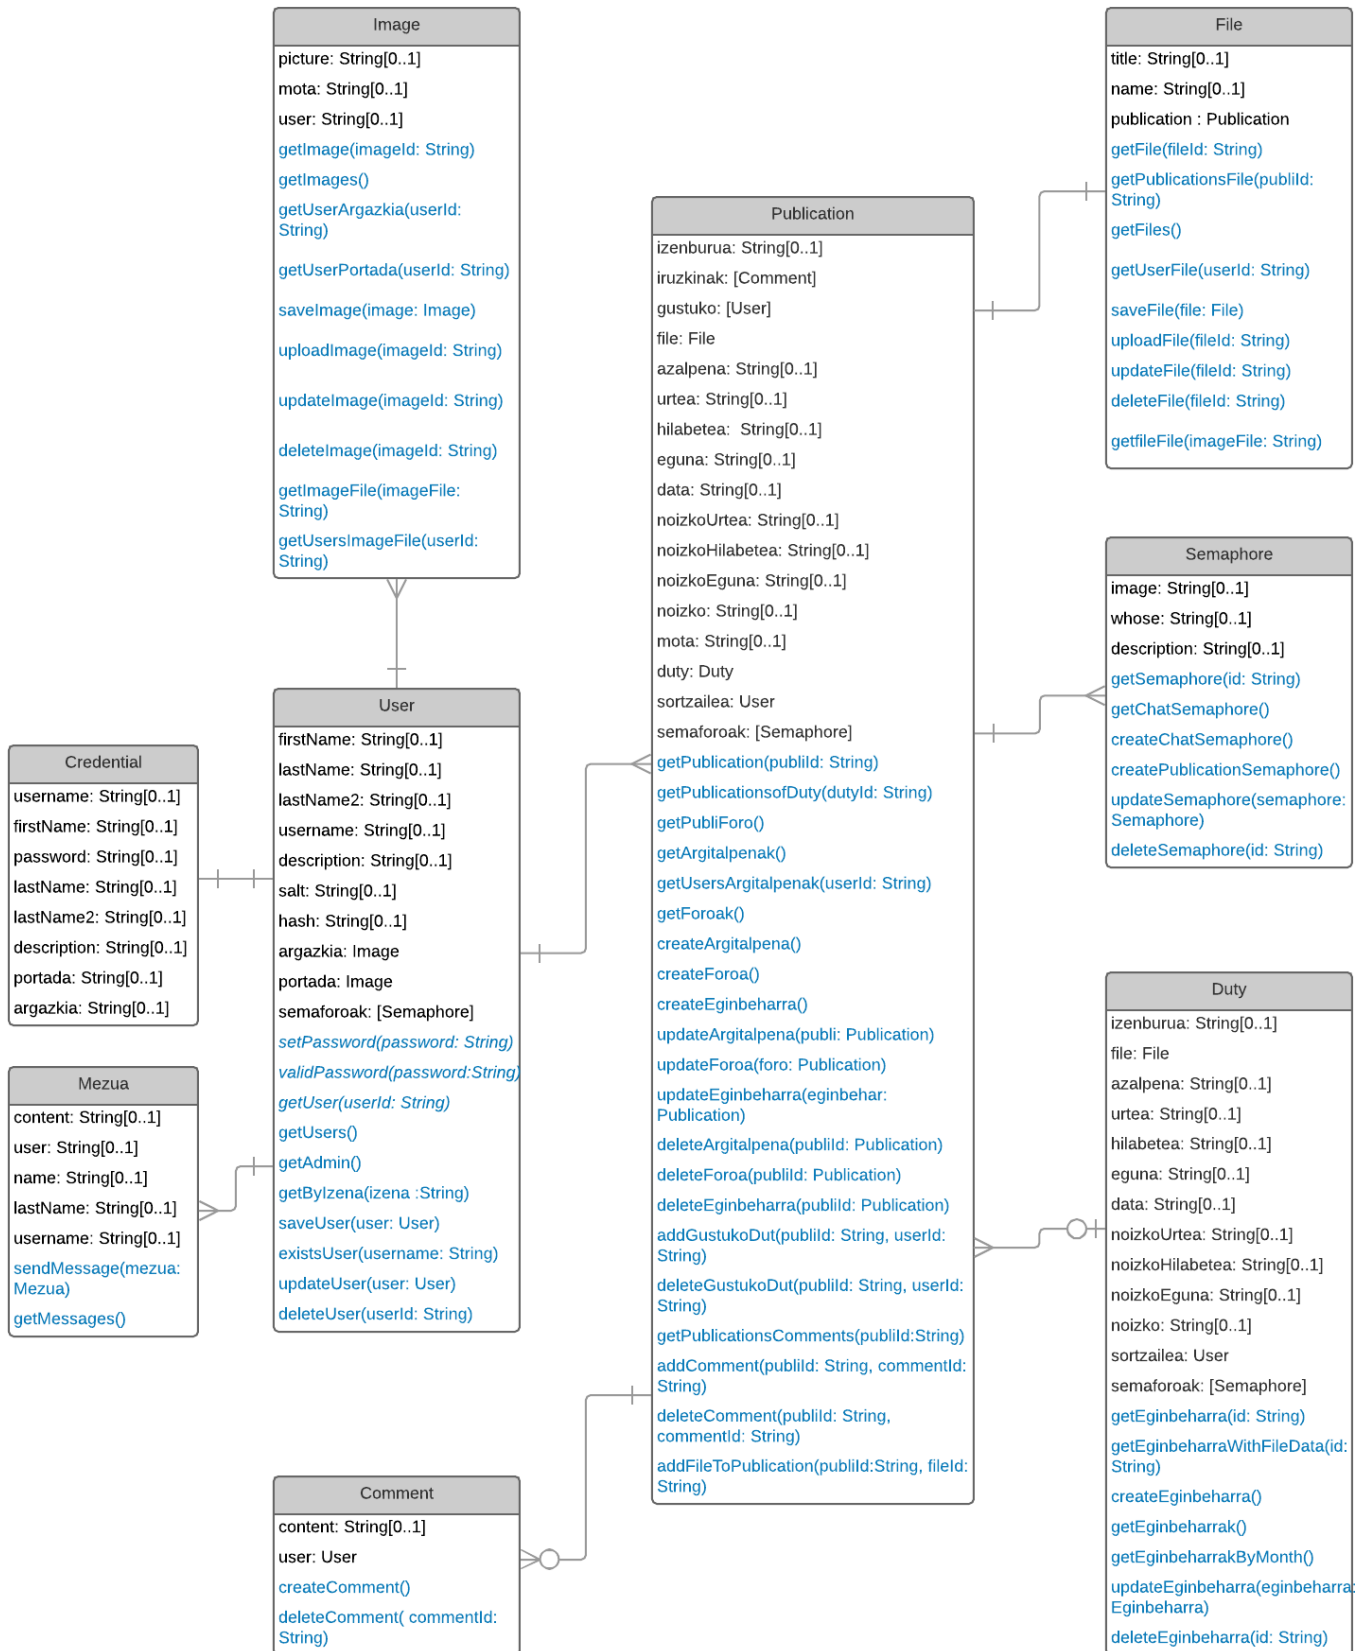 Image
picture: String[0..1]
mota: String[0..1]
user: String[0..1]
getImage(imageId: String)
getImages()
getUserArgazkia(userId:
String)
getUserPortada(userId: String)
saveImage(image: Image)
uploadImage(imageId: String)
updateImage(imageId: String)
deleteImage(imageId: String)
getImageFile(imageFile:
String)
getUsersImageFile(userId:
String)
File
title: String[0..1]
name: String[0..1]
publication : Publication
getFile(fileId: String)
getPublicationsFile(publiId:
String)
getFiles()
getUserFile(userId: String)
saveFile(file: File)
uploadFile(fileId: String)
updateFile(fileId: String)
deleteFile(fileId: String)
getfileFile(imageFile: String)
Publication
izenburua: String[0..1]
iruzkinak: [Comment]
gustuko: [User]
file: File
azalpena: String[0..1]
urtea: String[0..1]
hilabetea:  String[0..1]
eguna: String[0..1]
data: String[0..1]
noizkoUrtea: String[0..1]
noizkoHilabetea: String[0..1]
noizkoEguna: String[0..1]
noizko: String[0..1]
mota: String[0..1]
duty: Duty
sortzailea: User
semaforoak: [Semaphore]
getPublication(publiId: String)
getPublicationsofDuty(dutyId: String)
getPubliForo()
getArgitalpenak()
getUsersArgitalpenak(userId: String)
getForoak()
createArgitalpena()
createForoa()
createEginbeharra()
updateArgitalpena(publi: Publication)
updateForoa(foro: Publication)
updateEginbeharra(eginbehar:
Publication)
deleteArgitalpena(publiId: Publication)
deleteForoa(publiId: Publication)
deleteEginbeharra(publiId: Publication)
addGustukoDut(publiId: String, userId:
String)
deleteGustukoDut(publiId: String, userId:
String)
getPublicationsComments(publiId:String)
addComment(publiId: String, commentId:
String)
deleteComment(publiId: String,
commentId: String)
addFileToPublication(publiId:String, fileId:
String)
Semaphore
image: String[0..1]
whose: String[0..1]
description: String[0..1]
getSemaphore(id: String)
getChatSemaphore()
createChatSemaphore()
createPublicationSemaphore()
updateSemaphore(semaphore:
Semaphore)
deleteSemaphore(id: String)
User
firstName: String[0..1]
lastName: String[0..1]
lastName2: String[0..1]
username: String[0..1]
description: String[0..1]
salt: String[0..1]
hash: String[0..1]
argazkia: Image
portada: Image
semaforoak: [Semaphore]
setPassword(password: String)
validPassword(password:String)
getUser(userId: String)
getUsers()
getAdmin()
getByIzena(izena :String)
saveUser(user: User)
existsUser(username: String)
updateUser(user: User)
deleteUser(userId: String)
Credential
username: String[0..1]
firstName: String[0..1]
password: String[0..1]
lastName: String[0..1]
lastName2: String[0..1]
description: String[0..1]
portada: String[0..1]
argazkia: String[0..1]
Mezua
content: String[0..1]
user: String[0..1]
name: String[0..1]
lastName: String[0..1]
username: String[0..1]
sendMessage(mezua:
Mezua)
getMessages()
Duty
izenburua: String[0..1]
file: File
azalpena: String[0..1]
urtea: String[0..1]
hilabetea: String[0..1]
eguna: String[0..1]
data: String[0..1]
noizkoUrtea: String[0..1]
noizkoHilabetea: String[0..1]
noizkoEguna: String[0..1]
noizko: String[0..1]
sortzailea: User
semaforoak: [Semaphore]
getEginbeharra(id: String)
getEginbeharraWithFileData(id:
String)
createEginbeharra()
getEginbeharrak()
getEginbeharrakByMonth()
updateEginbeharra(eginbeharra:
Eginbeharra)
deleteEginbeharra(id: String)
Comment
content: String[0..1]
user: User
createComment()
deleteComment( commentId:
String)